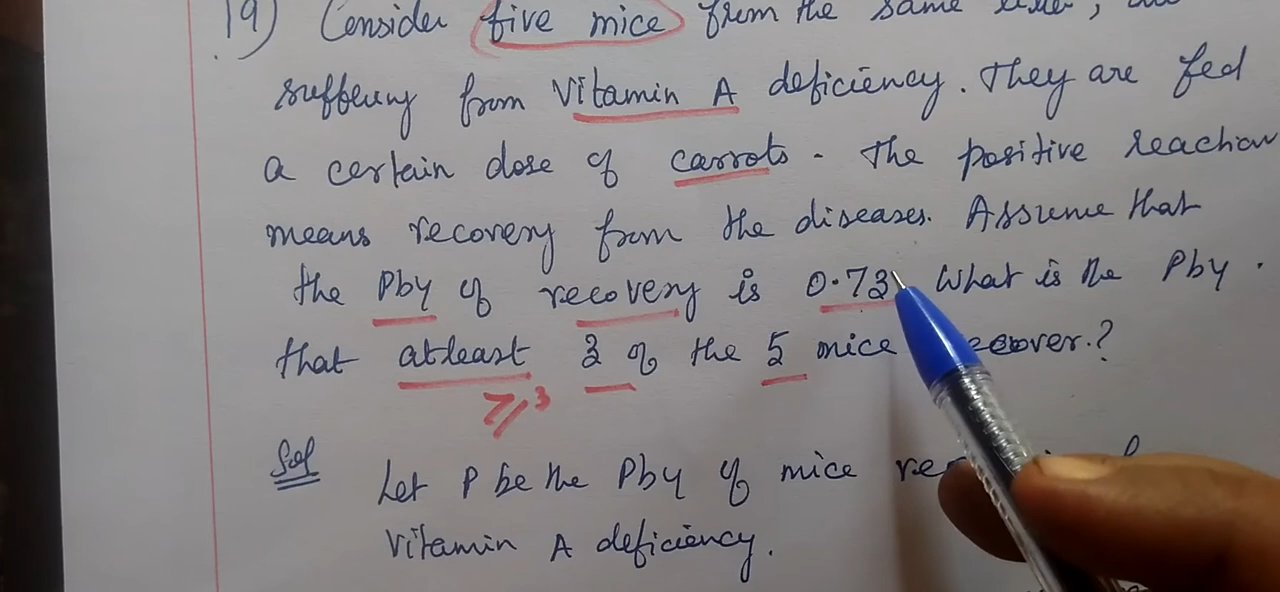 19) Consider five mice from the same
suffering from Vitamin A deficiency. They are fed
a certain dose of carrots. The positive reaction
means recovery from the diseases. Assume that
the Pby of recovery is 0.73. What is the Pby.
that atleast 3 of the 5 mice recover.?
≥3
Sol
Let P be the Pby of mice
Vitamin A deficiency.